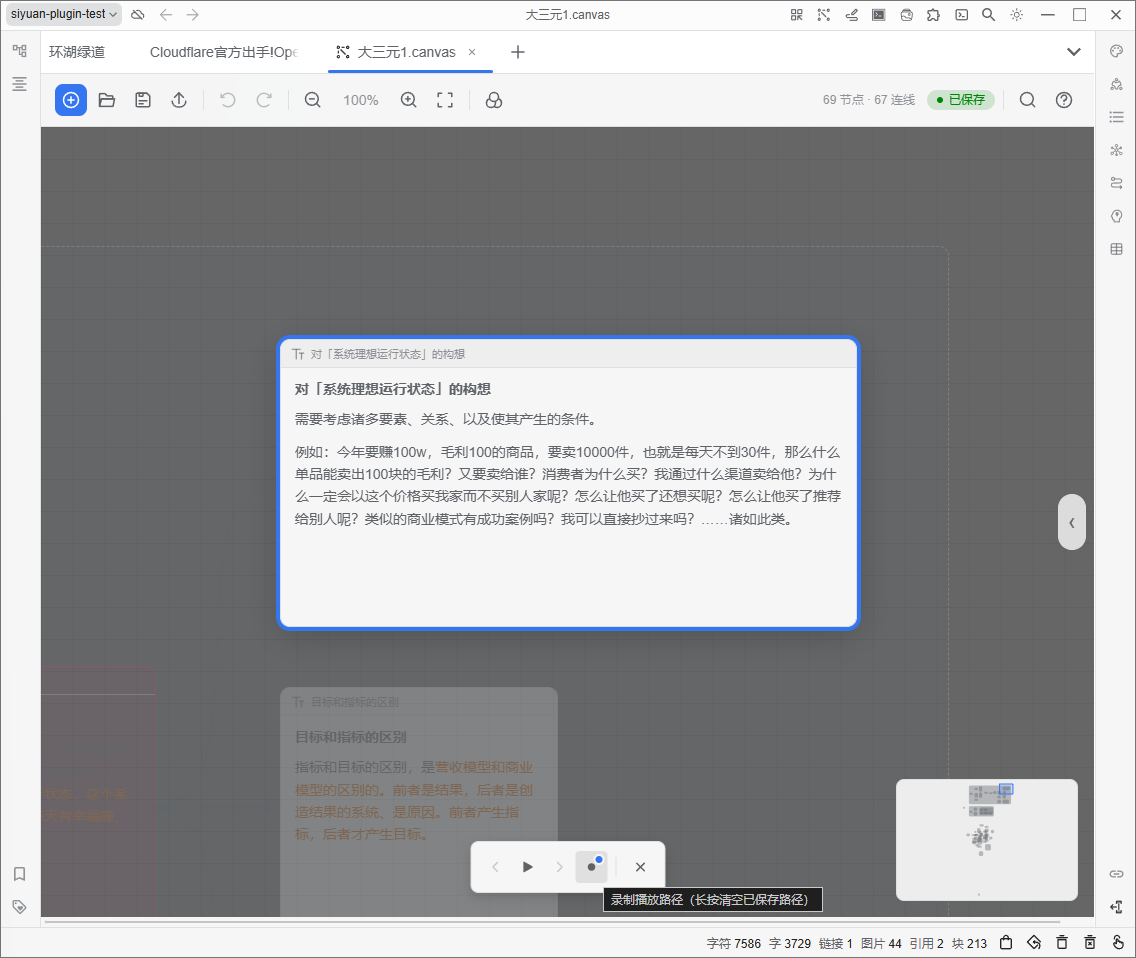 siyuan-plugin-test
大三元1.canvas
环湖绿道
Cloudflare官方出手!Ope
大三元1.canvas
100%
69 节点 · 67 连线
已保存
对「系统理想运行状态」的构想
对「系统理想运行状态」的构想
需要考虑诸多要素、关系、以及使其产生的条件。
例如：今年要赚100w，毛利100的商品，要卖10000件，也就是每天不到30件，那么什么
单品能卖出100块的毛利？又要卖给谁？消费者为什么买？我通过什么渠道卖给他？为什
么一定会以这个价格买我家而不买别人家呢？怎么让他买了还想买呢？怎么让他买了推荐
给别人呢？类似的商业模式有成功案例吗？我可以直接抄过来吗？……诸如此类。
目标和指标的区别
目标和指标的区别
指标和目标的区别，是营收模型和商业
模型的区别的。前者是结果，后者是创
造结果的系统、是原因。前者产生指
标，后者才产生目标。
录制播放路径（长按清空已保存路径）
字符 7586 字 3729 链接 1 图片 44 引用 2 块 213